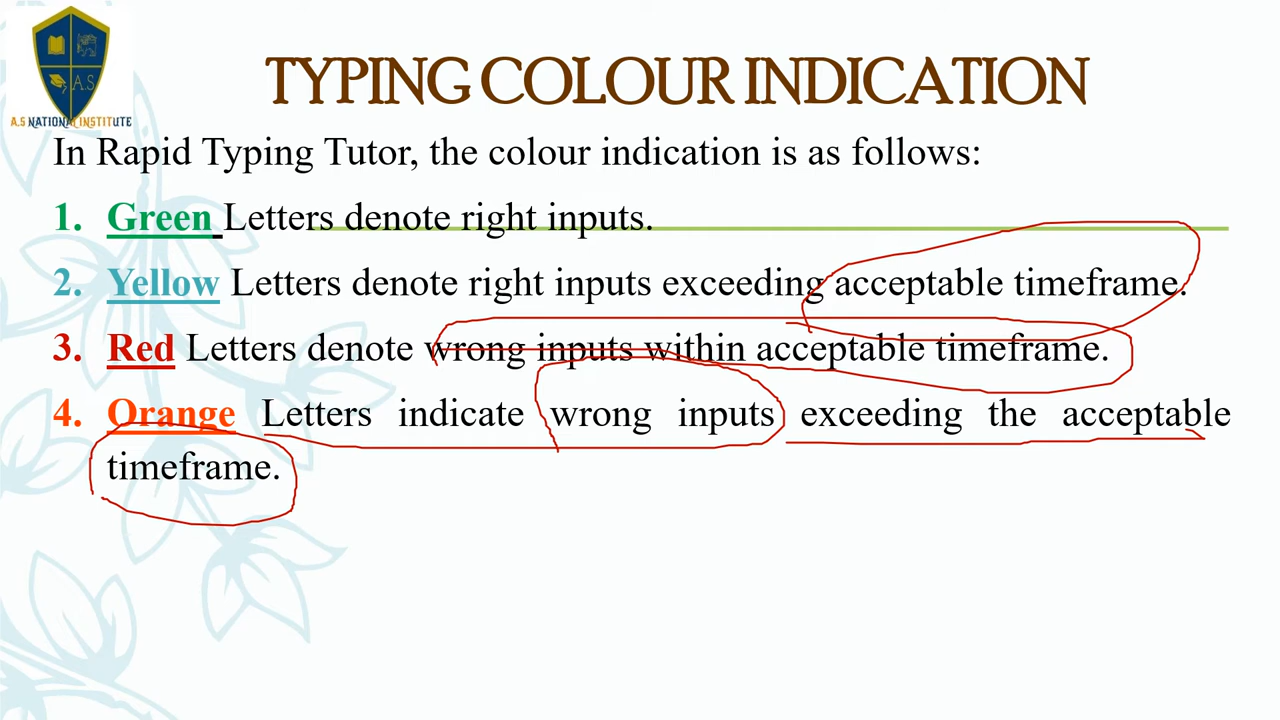 A.S
A.S NATIONAL INSTITUTE
TYPING COLOUR INDICATION
In Rapid Typing Tutor, the colour indication is as follows:
1. Green Letters denote right inputs.
2. Yellow Letters denote right inputs exceeding acceptable timeframe.
3. Red Letters denote wrong inputs within acceptable timeframe.
4. Orange Letters indicate wrong inputs exceeding the acceptable
timeframe.